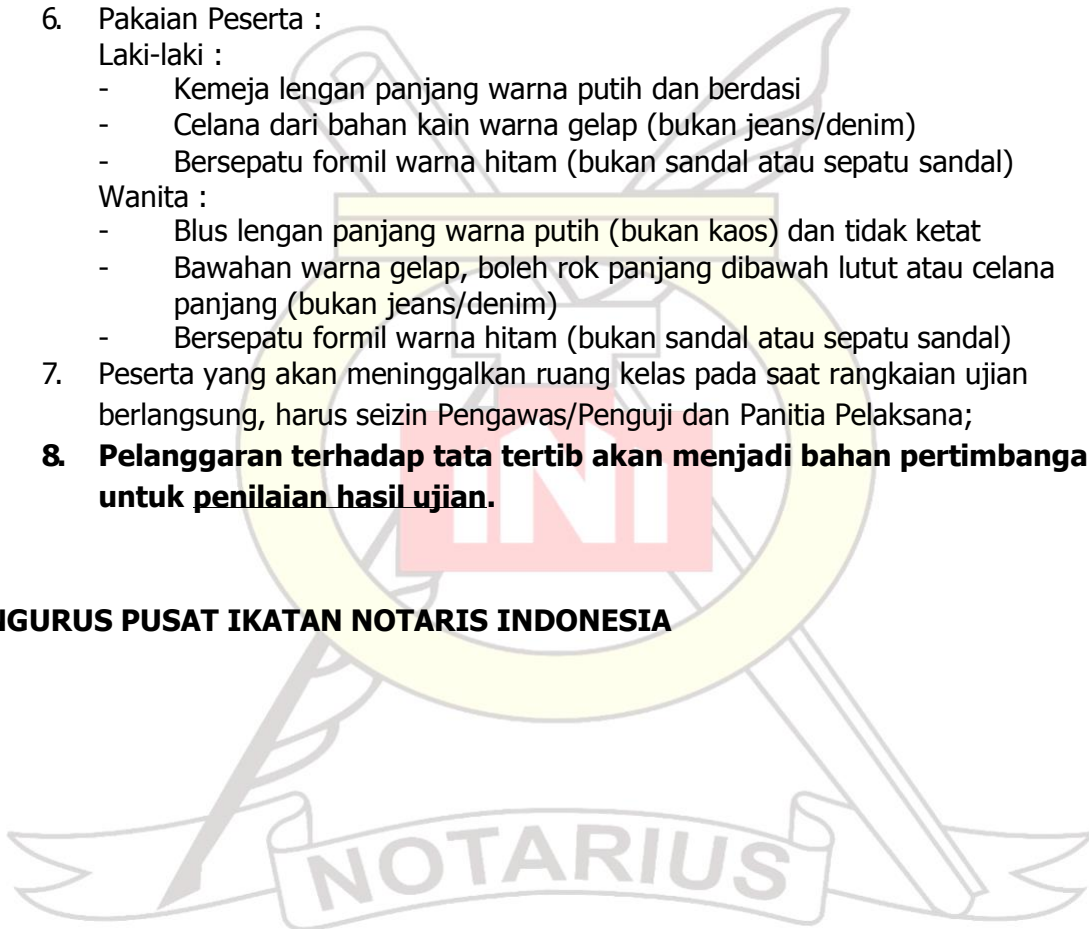 6. Pakaian Peserta :
Laki-laki :
- Kemeja lengan panjang warna putih dan berdasi
- Celana dari bahan kain warna gelap (bukan jeans/denim)
- Bersepatu formil warna hitam (bukan sandal atau sepatu sandal)
Wanita :
- Blus lengan panjang warna putih (bukan kaos) dan tidak ketat
- Bawahan warna gelap, boleh rok panjang dibawah lutut atau celana
panjang (bukan jeans/denim)
- Bersepatu formil warna hitam (bukan sandal atau sepatu sandal)
7. Peserta yang akan meninggalkan ruang kelas pada saat rangkaian ujian
berlangsung, harus seizin Pengawas/Penguji dan Panitia Pelaksana;
8. Pelanggaran terhadap tata tertib akan menjadi bahan pertimbanga
untuk penilaian hasil ujian.
INI
NGURUS PUSAT IKATAN NOTARIS INDONESIA
NOTARIUS